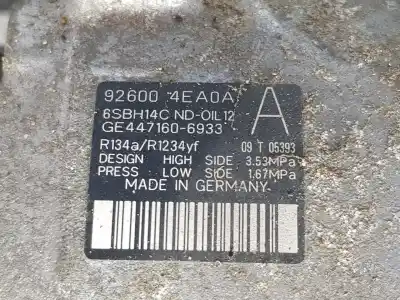 92600 4EA0A A
6SBH14C ND-OIL12
GE447160-6933
R134a/R1234yf 09 T 05393
DESIGN HIGH SIDE 3.53MPa
PRESS LOW SIDE 1.67MPa
MADE IN GERMANY